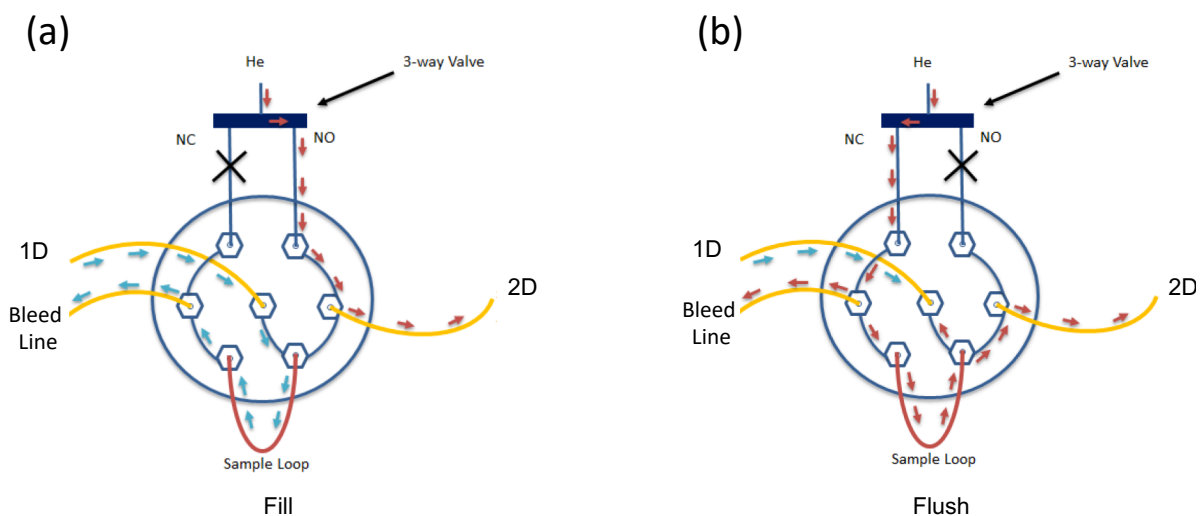 (a)
He
3-way Valve
NC
NO
1D
Bleed
Line
2D
Sample Loop
Fill
(b)
He
3-way Valve
NC
NO
1D
Bleed
Line
2D
Sample Loop
Flush